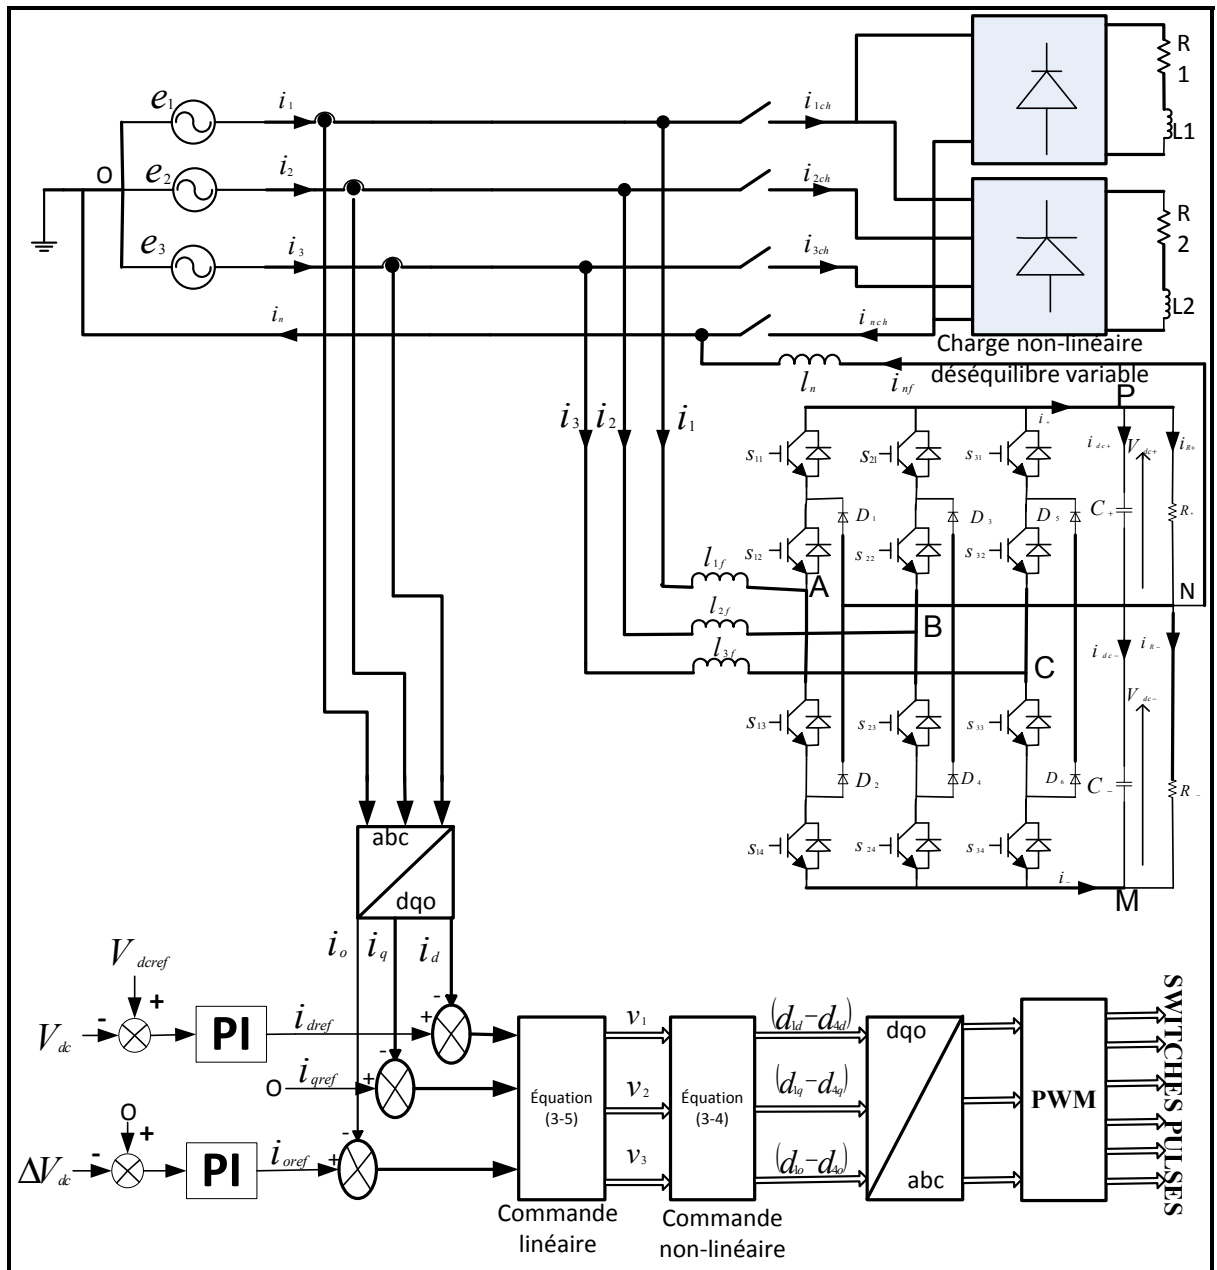 e1
i1
i1ch
R
1
L1
O
e2
i2
i2ch
e3
i3
i3ch
R
2
L2
in
inch
Charge non-linéaire
déséquilibre variable
ln
inf
P
i3
i2
i1
i+
s11
s21
s31
idc+
Vdc+
iR+
D1
D3
D5
C+
R+
s12
s22
s32
l1f
A
N
l2f
B
l3f
C
idc-
iR-
Vdc-
s13
s23
s33
D2
D4
D6
C-
R-
s14
s24
s34
i-
M
abc
dqo
io
iq
id
Vdcref
+
-
Vdc
PI
idref
-
+
O
iqref
-
+
O
+
-
ΔVdc
PI
ioref
-
+
Équation
(3-5)
v1
v2
v3
Équation
(3-4)
(d1d-d4d)
(d1q-d4q)
(d1o-d4o)
dqo
abc
PWM
SWITCHES PULSES
Commande
linéaire
Commande
non-linéaire